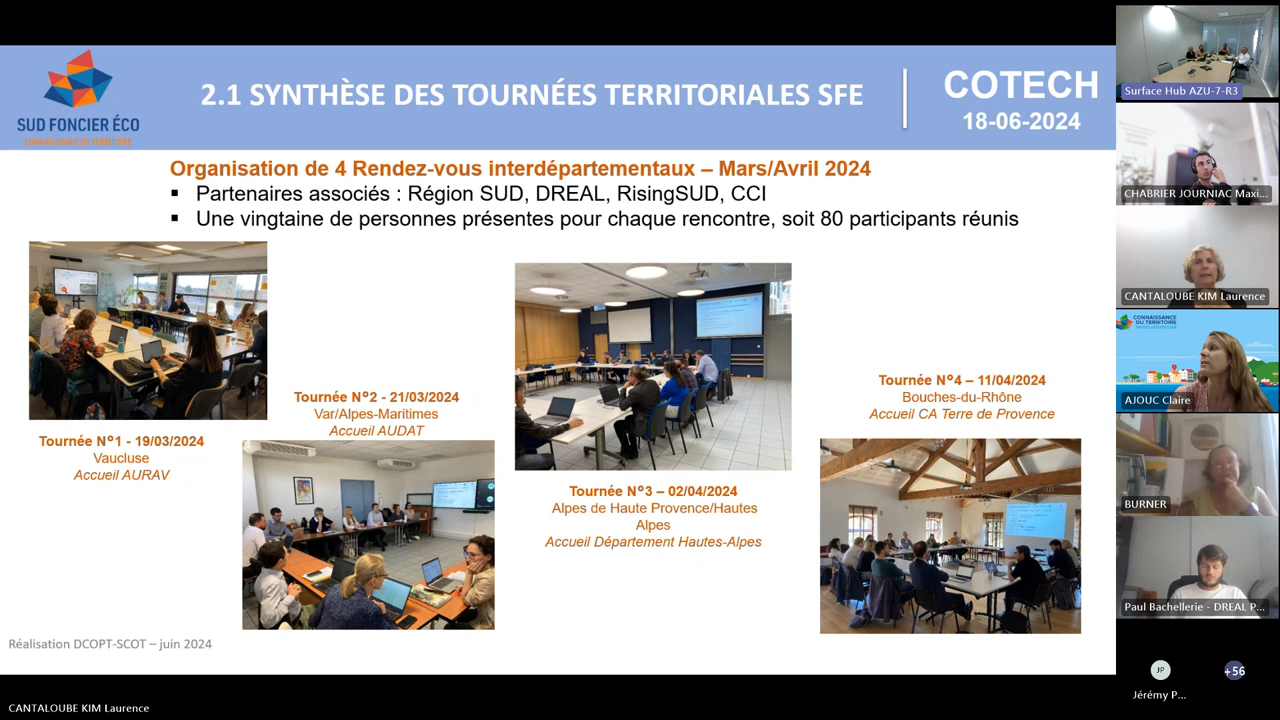 SUD FONCIER ÉCO
CONNAISSANCE DU TERRITOIRE
2.1 SYNTHÈSE DES TOURNÉES TERRITORIALES SFE
COTECH
18-06-2024
Organisation de 4 Rendez-vous interdépartementaux – Mars/Avril 2024
▪ Partenaires associés : Région SUD, DREAL, RisingSUD, CCI
▪ Une vingtaine de personnes présentes pour chaque rencontre, soit 80 participants réunis
Tournée N°1 - 19/03/2024
Vaucluse
Accueil AURAV
Tournée N°2 - 21/03/2024
Var/Alpes-Maritimes
Accueil AUDAT
Tournée N°3 – 02/04/2024
Alpes de Haute Provence/Hautes
Alpes
Accueil Département Hautes-Alpes
Tournée N°4 – 11/04/2024
Bouches-du-Rhône
Accueil CA Terre de Provence
Réalisation DCOPT-SCOT – juin 2024
CANTALOUBE KIM Laurence
Surface Hub AZU-7-R3
CHABRIER JOURNIAC Maxi...
CANTALOUBE KIM Laurence
CONNAISSANCE
DU TERRITOIRE
AJOUC Claire
BURNER
Paul Bachellerie - DREAL P...
JP
+56
Jérémy P...